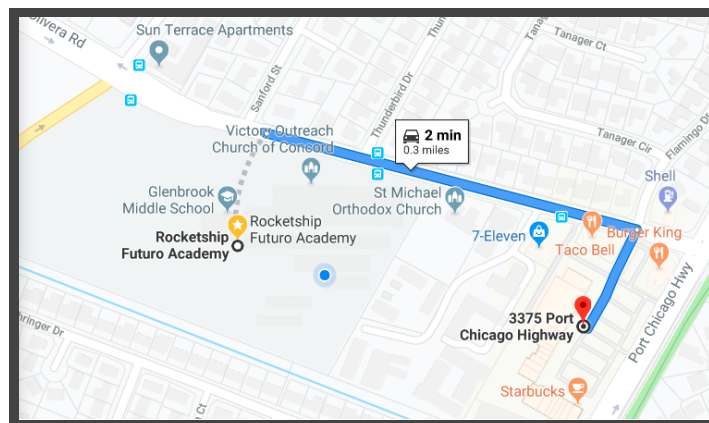 Olivera Rd
Sun Terrace Apartments
Sanford St
Thunderbird Dr
Tanager Ct
Tanager Cir
Flamingo Dr
Victory Outreach
Church of Concord
2 min
0.3 miles
Glenbrook
Middle School
St Michael
Orthodox Church
Shell
Rocketship
Futuro Academy
Rocketship
Futuro Academy
7-Eleven
Taco Bell
Burger King
3375 Port
Chicago Highway
Port Chicago Hwy
Starbucks
Ct